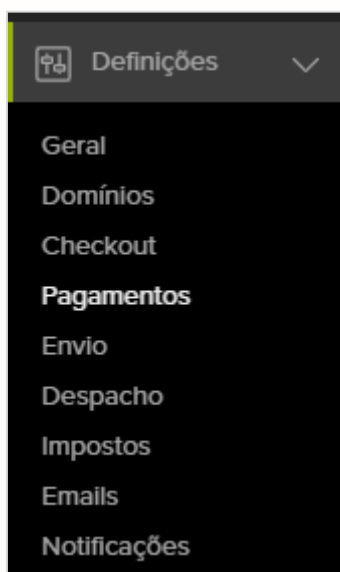 Definições
Geral
Domínios
Checkout
Pagamentos
Envio
Despacho
Impostos
Emails
Notificações